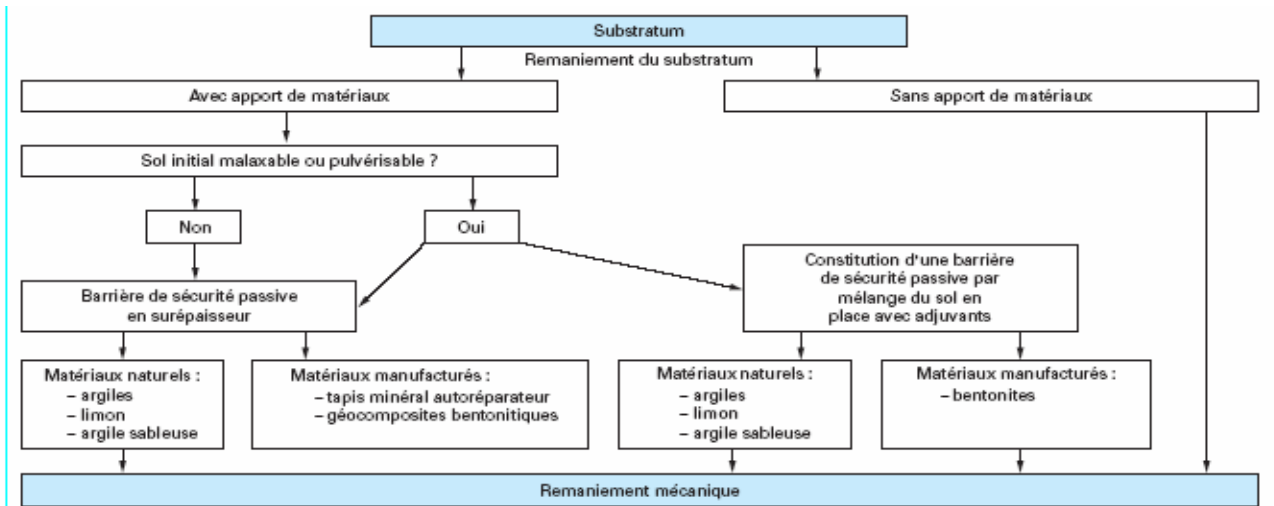 Substratum
Remaniement du substratum
Avec apport de matériaux
Sans apport de matériaux
Sol initial malaxable ou pulvérisable ?
Non
Oui
Barrière de sécurité passive
en surépaisseur
Constitution d'une barrière
de sécurité passive par
mélange du sol en
place avec adjuvants
Matériaux naturels :
– argiles
– limon
– argile sableuse
Matériaux manufacturés :
– tapis minéral autoréparateur
– géocomposites bentonitiques
Matériaux naturels :
– argiles
– limon
– argile sableuse
Matériaux manufacturés :
– bentonites
Remaniement mécanique